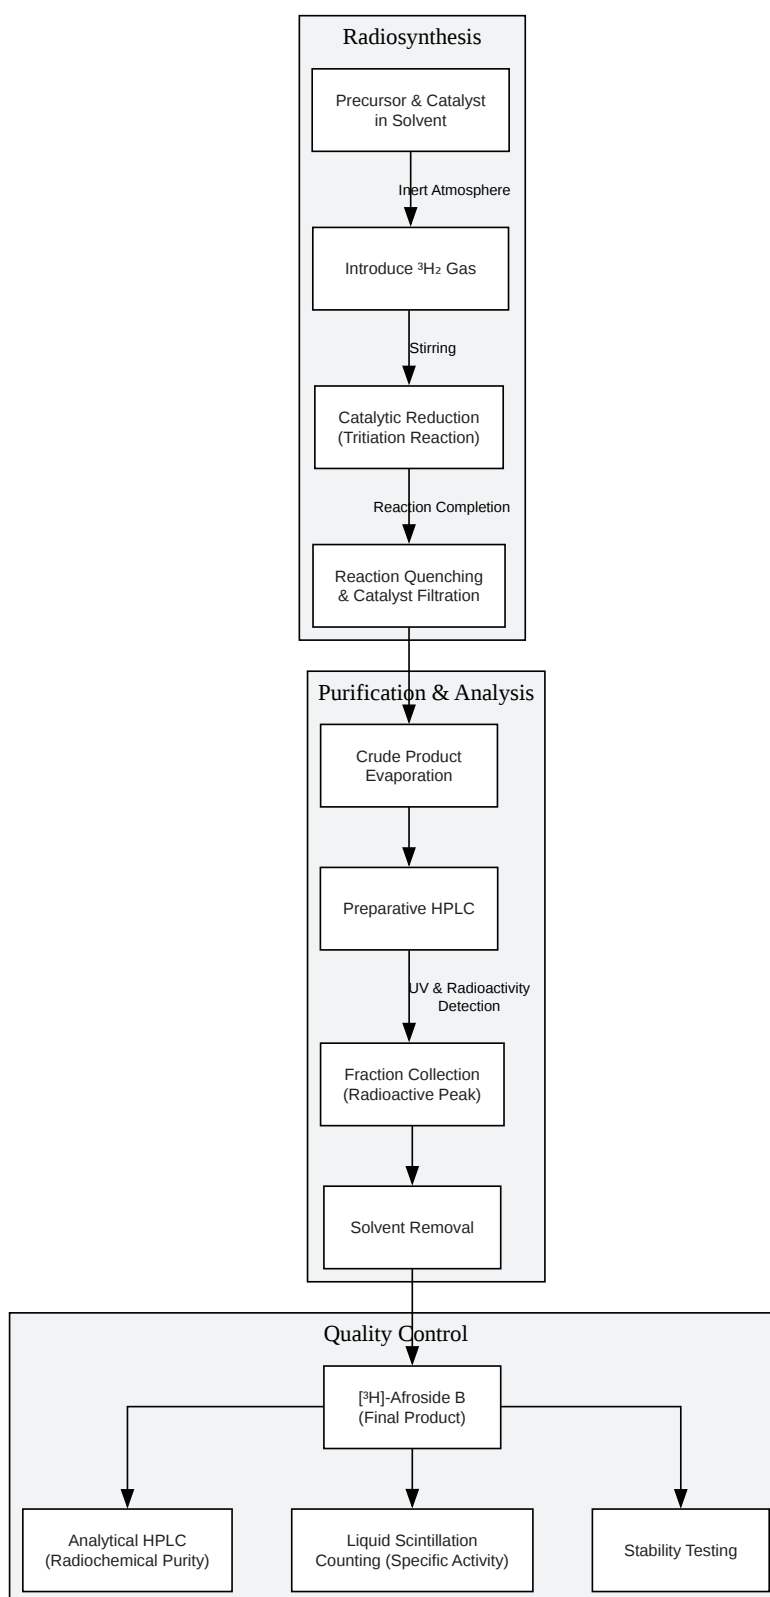 Radiosynthesis
Precursor & Catalyst
in Solvent
Inert Atmosphere
Introduce ³H₂ Gas
Stirring
Catalytic Reduction
(Tritiation Reaction)
Reaction Completion
Reaction Quenching
& Catalyst Filtration
Purification & Analysis
Crude Product
Evaporation
Preparative HPLC
UV & Radioactivity
Detection
Fraction Collection
(Radioactive Peak)
Solvent Removal
Quality Control
[³H]-Afroside B
(Final Product)
Analytical HPLC
(Radiochemical Purity)
Liquid Scintillation
Counting (Specific Activity)
Stability Testing